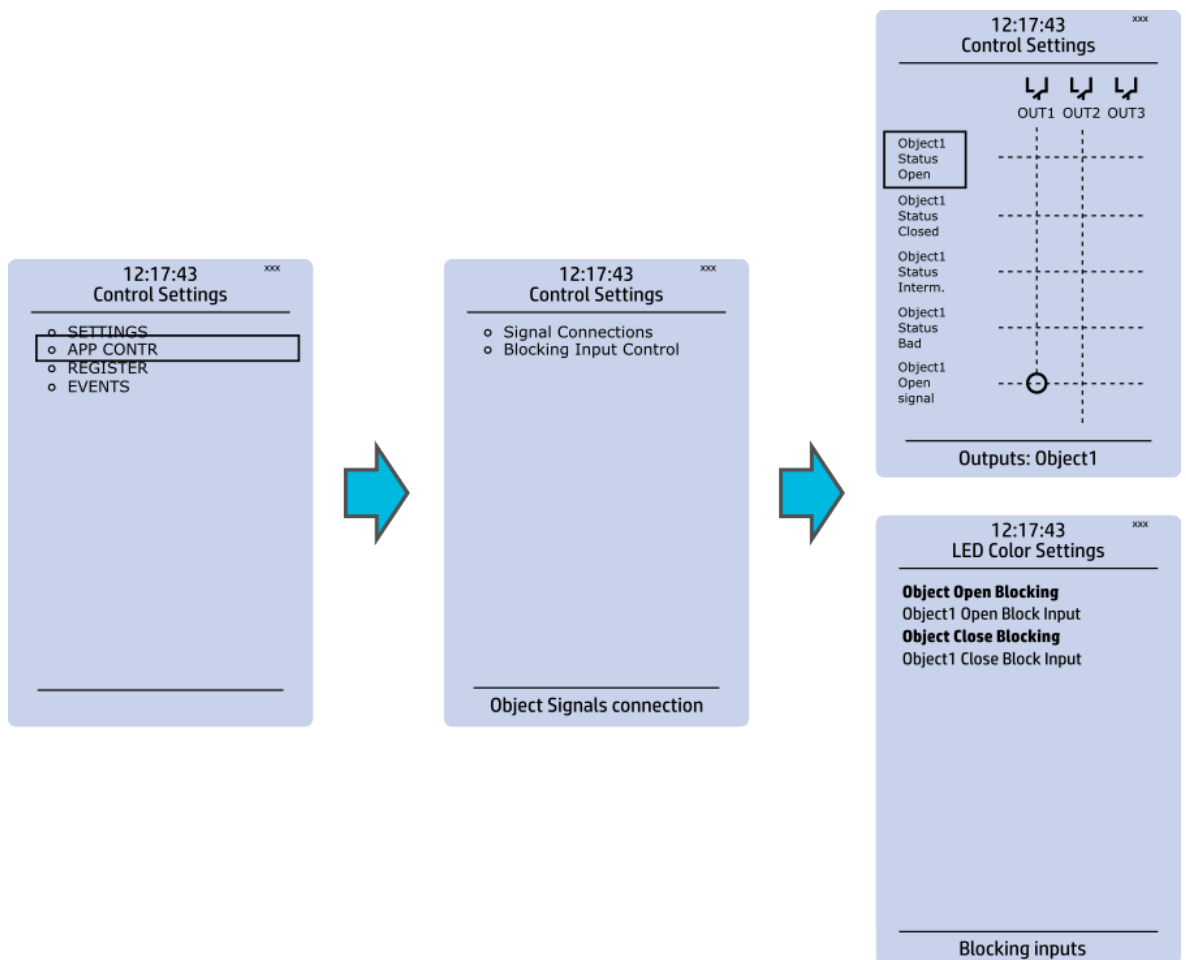 12:17:43 xxx
Control Settings
SETTINGS
APP CONTR
REGISTER
EVENTS
12:17:43 xxx
Control Settings
Signal Connections
Blocking Input Control
Object Signals connection
12:17:43 xxx
Control Settings
OUT1 OUT2 OUT3
Object1
Status
Open
Object1
Status
Closed
Object1
Status
Interm.
Object1
Status
Bad
Object1
Open
signal
Outputs: Object1
12:17:43 xxx
LED Color Settings
Object Open Blocking
Object1 Open Block Input
Object Close Blocking
Object1 Close Block Input
Blocking inputs